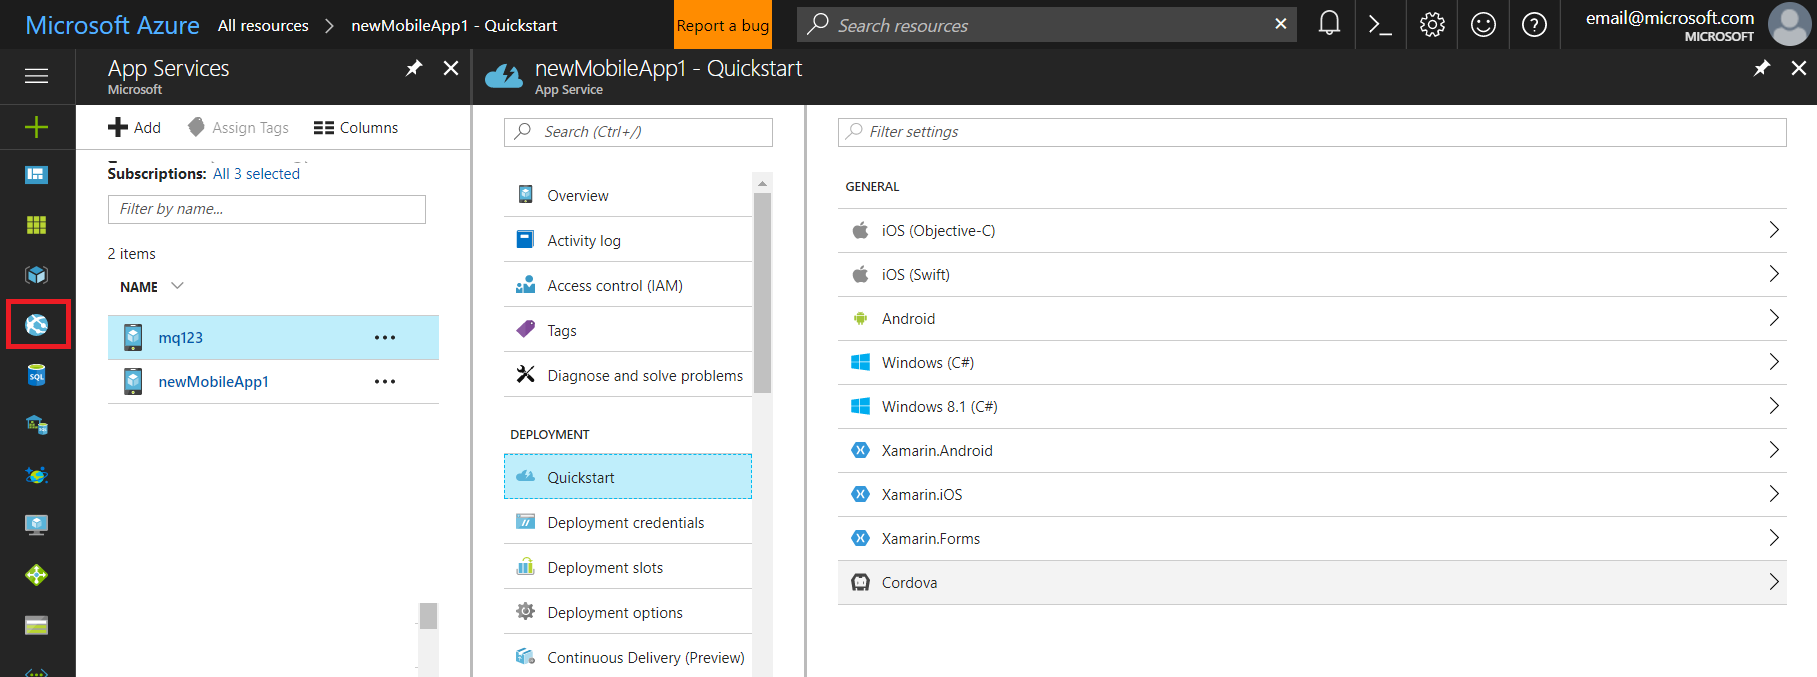 Microsoft Azure All resources > newMobileApp1 - Quickstart
Report a bug
Search resources
email@microsoft.com
MICROSOFT
App Services
Microsoft
Add Assign Tags Columns
Subscriptions: All 3 selected
Filter by name...
2 items
NAME
mq123
newMobileApp1
newMobileApp1 - Quickstart
App Service
Search (Ctrl+/)
Overview
Activity log
Access control (IAM)
Tags
Diagnose and solve problems
DEPLOYMENT
Quickstart
Deployment credentials
Deployment slots
Deployment options
Continuous Delivery (Preview)
Filter settings
GENERAL
iOS (Objective-C)
iOS (Swift)
Android
Windows (C#)
Windows 8.1 (C#)
Xamarin.Android
Xamarin.iOS
Xamarin.Forms
Cordova
SQL